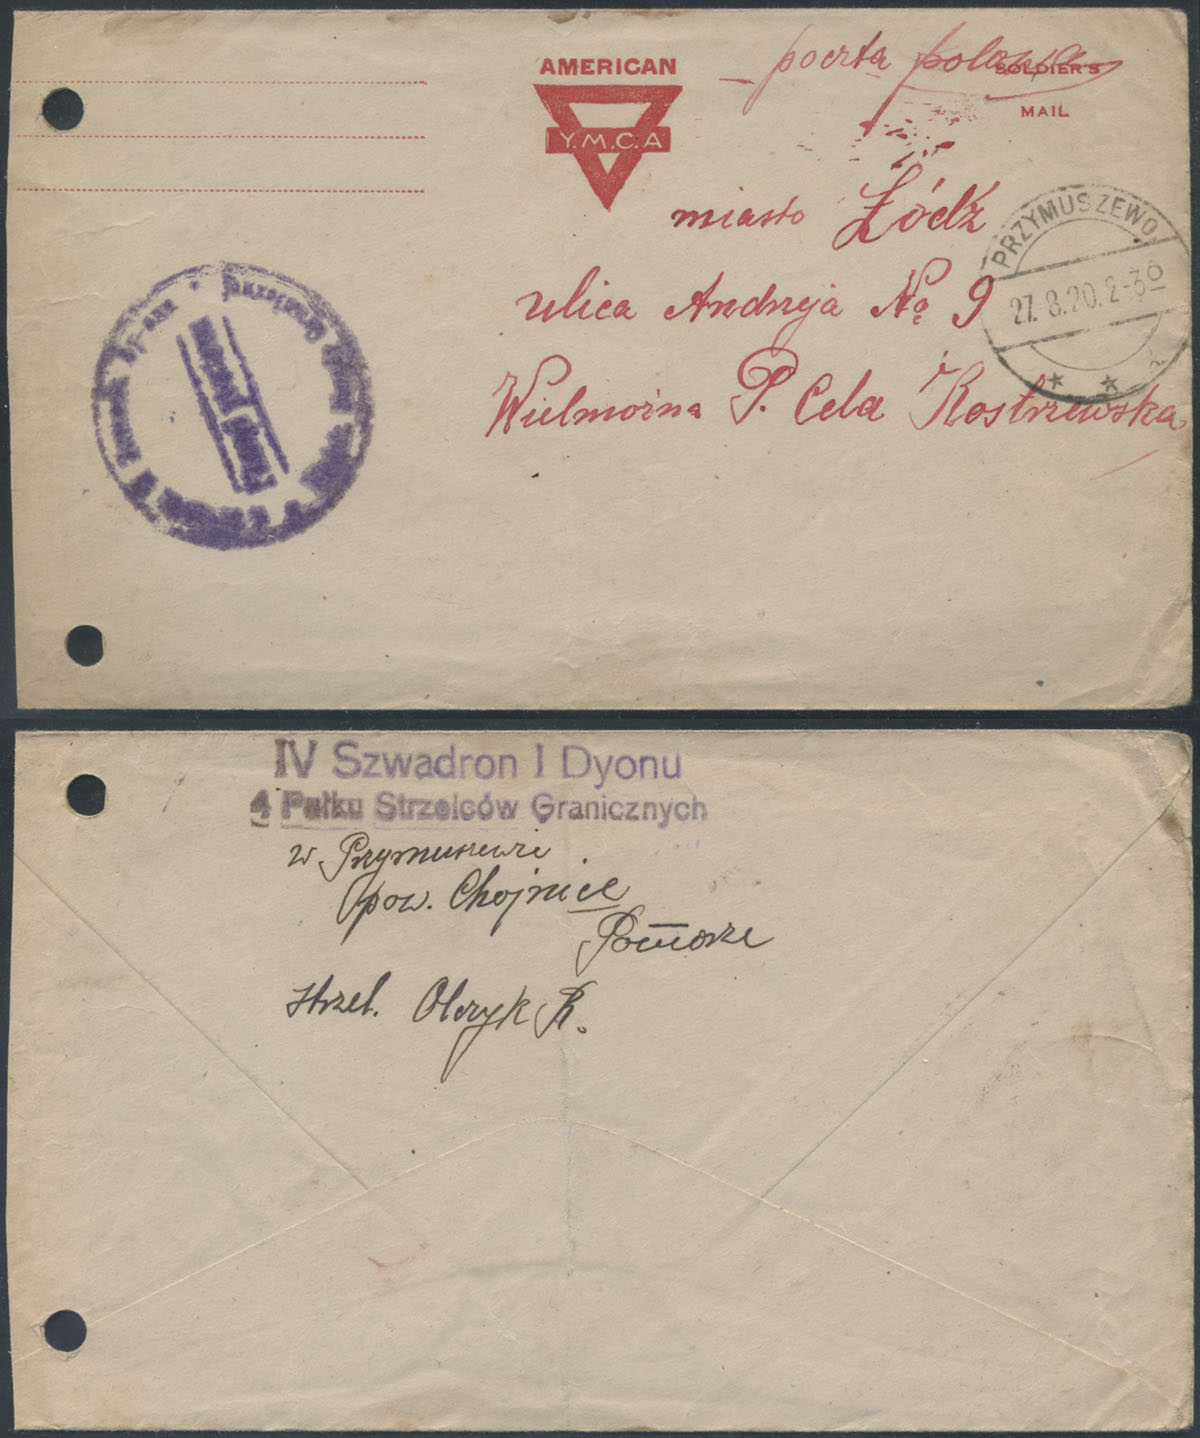 AMERICAN
Y.M.C.A
poczta polowa
SOLDIER'S
MAIL
miasto Łódź
ulica Andrzeja No 9
Wielmożna P. Cela Kostrzewska
PRZYMUSZEWO
27.8.20.2-3
IV Szwadron I Dyonu
4 Pułku Strzelców Granicznych
w Przymuszewie
pow. Chojnice
Pomorze
strzel. Olczyk R.